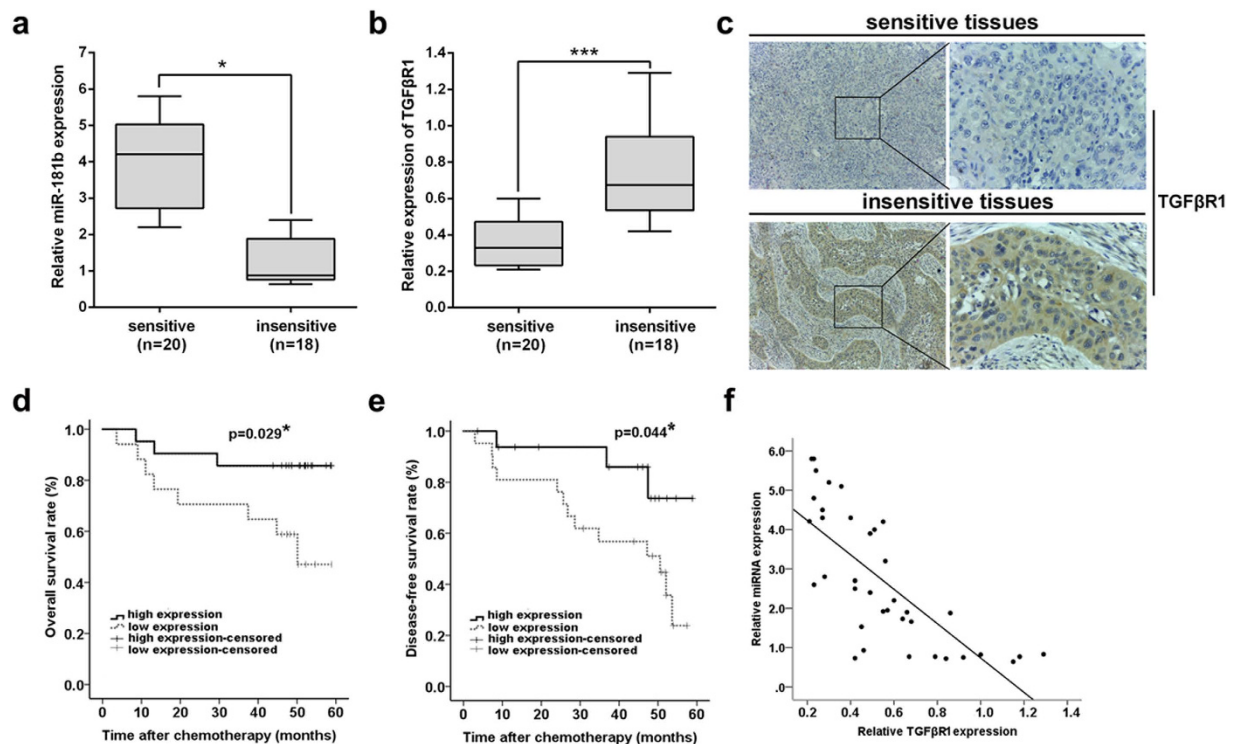 a
Relative miR-181b expression
7
6
5
4
3
2
1
0
*
sensitive
(n=20)
insensitive
(n=18)
b
Relative expression of TGFβR1
1.4
1.2
1.0
0.8
0.6
0.4
0.2
0.0
***
sensitive
(n=20)
insensitive
(n=18)
c
sensitive tissues
insensitive tissues
TGFβR1
d
Overall survival rate (%)
1.0
0.8
0.6
0.4
0.2
0.0
p=0.029*
high expression
low expression
high expression-censored
low expression-censored
0 10 20 30 40 50 60
Time after chemotherapy (months)
e
Disease-free survival rate (%)
1.0
0.8
0.6
0.4
0.2
0.0
p=0.044*
high expression
low expression
high expression-censored
low expression-censored
0 10 20 30 40 50 60
Time after chemotherapy (months)
f
Relative miRNA expression
6.0
5.0
4.0
3.0
2.0
1.0
.0
0.2 0.4 0.6 0.8 1.0 1.2 1.4
Relative TGFβR1 expression